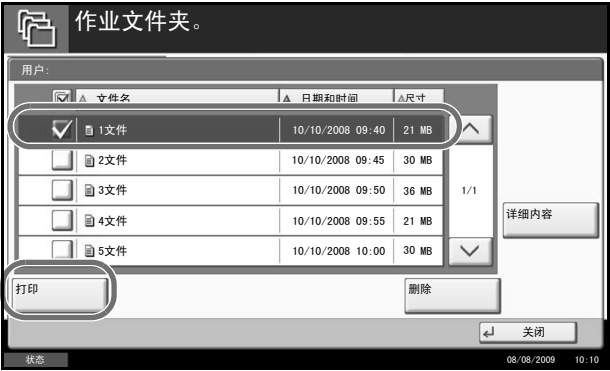 作业文件夹。
用户:
文件名 日期和时间 尺寸
1文件 10/10/2008 09:40 21 MB
2文件 10/10/2008 09:45 30 MB
3文件 10/10/2008 09:50 36 MB 1/1
4文件 10/10/2008 09:55 21 MB
详细内容
5文件 10/10/2008 10:00 30 MB
打印 删除
关闭
状态 08/08/2009 10:10